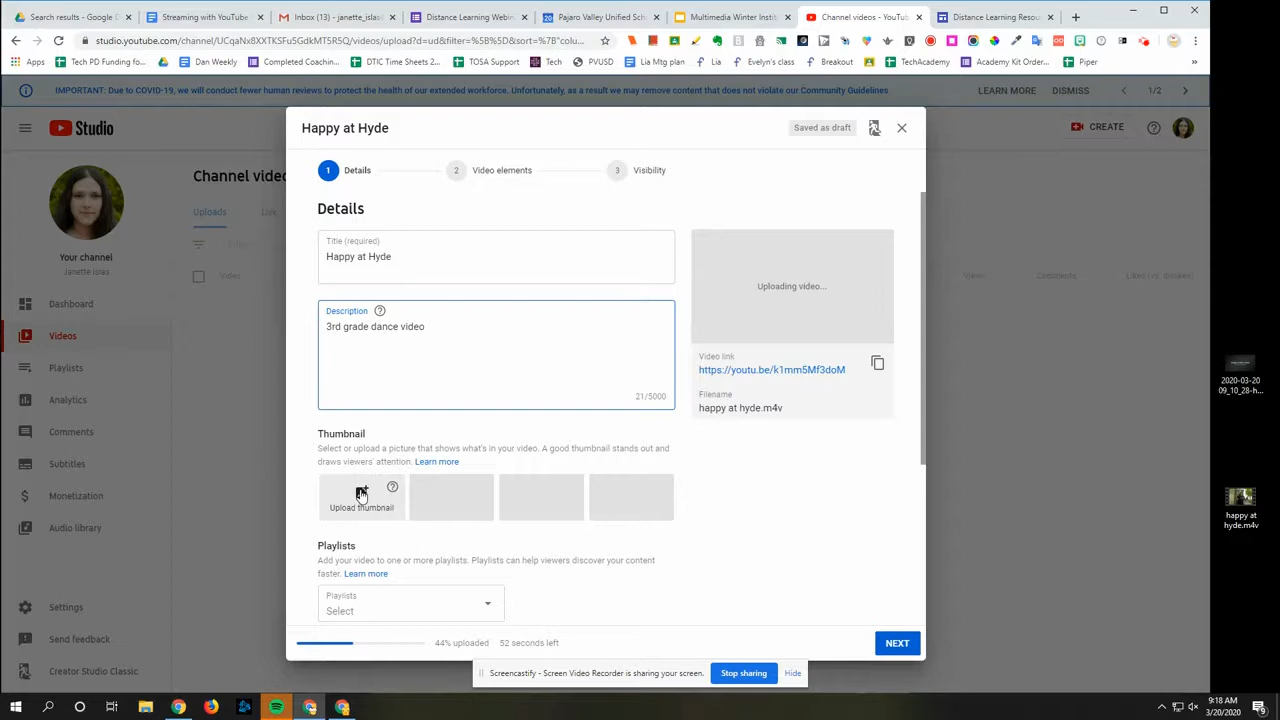 Search results - Google D
Streaming with YouTube
Inbox (13) - janette_islas
Distance Learning Webin
Pajaro Valley Unified Sch
Multimedia Winter Instit
Channel videos - YouTub
Distance Learning Resou
studio.youtube.com/channel/
/videos/upload?d=ud&filter=%5B%5D&sort=%7B"colu...
Apps
Tech PD Funding fo...
Dan Weekly
Completed Coachin...
DTIC Time Sheets 2...
TOSA Support
Tech
PVUSD
Lia Mtg plan
Lia
Evelyn's class
Breakout
TechAcademy
Academy Kit Order...
Piper
IMPORTANT: Due to COVID-19, we will conduct fewer human reviews to protect the health of our extended workforce. Unfortunately, as a result we may remove content that does not violate our Community Guidelines
LEARN MORE
DISMISS
1/2
Studio
CREATE
Your channel
Janette Islas
Dashboard
Videos
Playlists
Analytics
Comments
Subtitles
Monetization
Audio library
Settings
Send feedback
Creator Studio Classic
Channel video
Uploads
Liv
Filter
Video
Views
Comments
Likes (vs. dislikes)
Happy at Hyde
Saved as draft
1 Details
2 Video elements
3 Visibility
Details
Title (required)
Happy at Hyde
Description
3rd grade dance video
21/5000
Uploading video...
Video link
https://youtu.be/k1mm5Mf3doM
Filename
happy at hyde.m4v
Thumbnail
Select or upload a picture that shows what's in your video. A good thumbnail stands out and
draws viewers' attention. Learn more
Upload thumbnail
Playlists
Add your video to one or more playlists. Playlists can help viewers discover your content
faster. Learn more
Playlists
Select
44% uploaded
52 seconds left
NEXT
Screencastify - Screen Video Recorder is sharing your screen.
Stop sharing
Hide
2020-03-20
09_10_28-h...
happy at
hyde.m4v
9:18 AM
3/20/2020